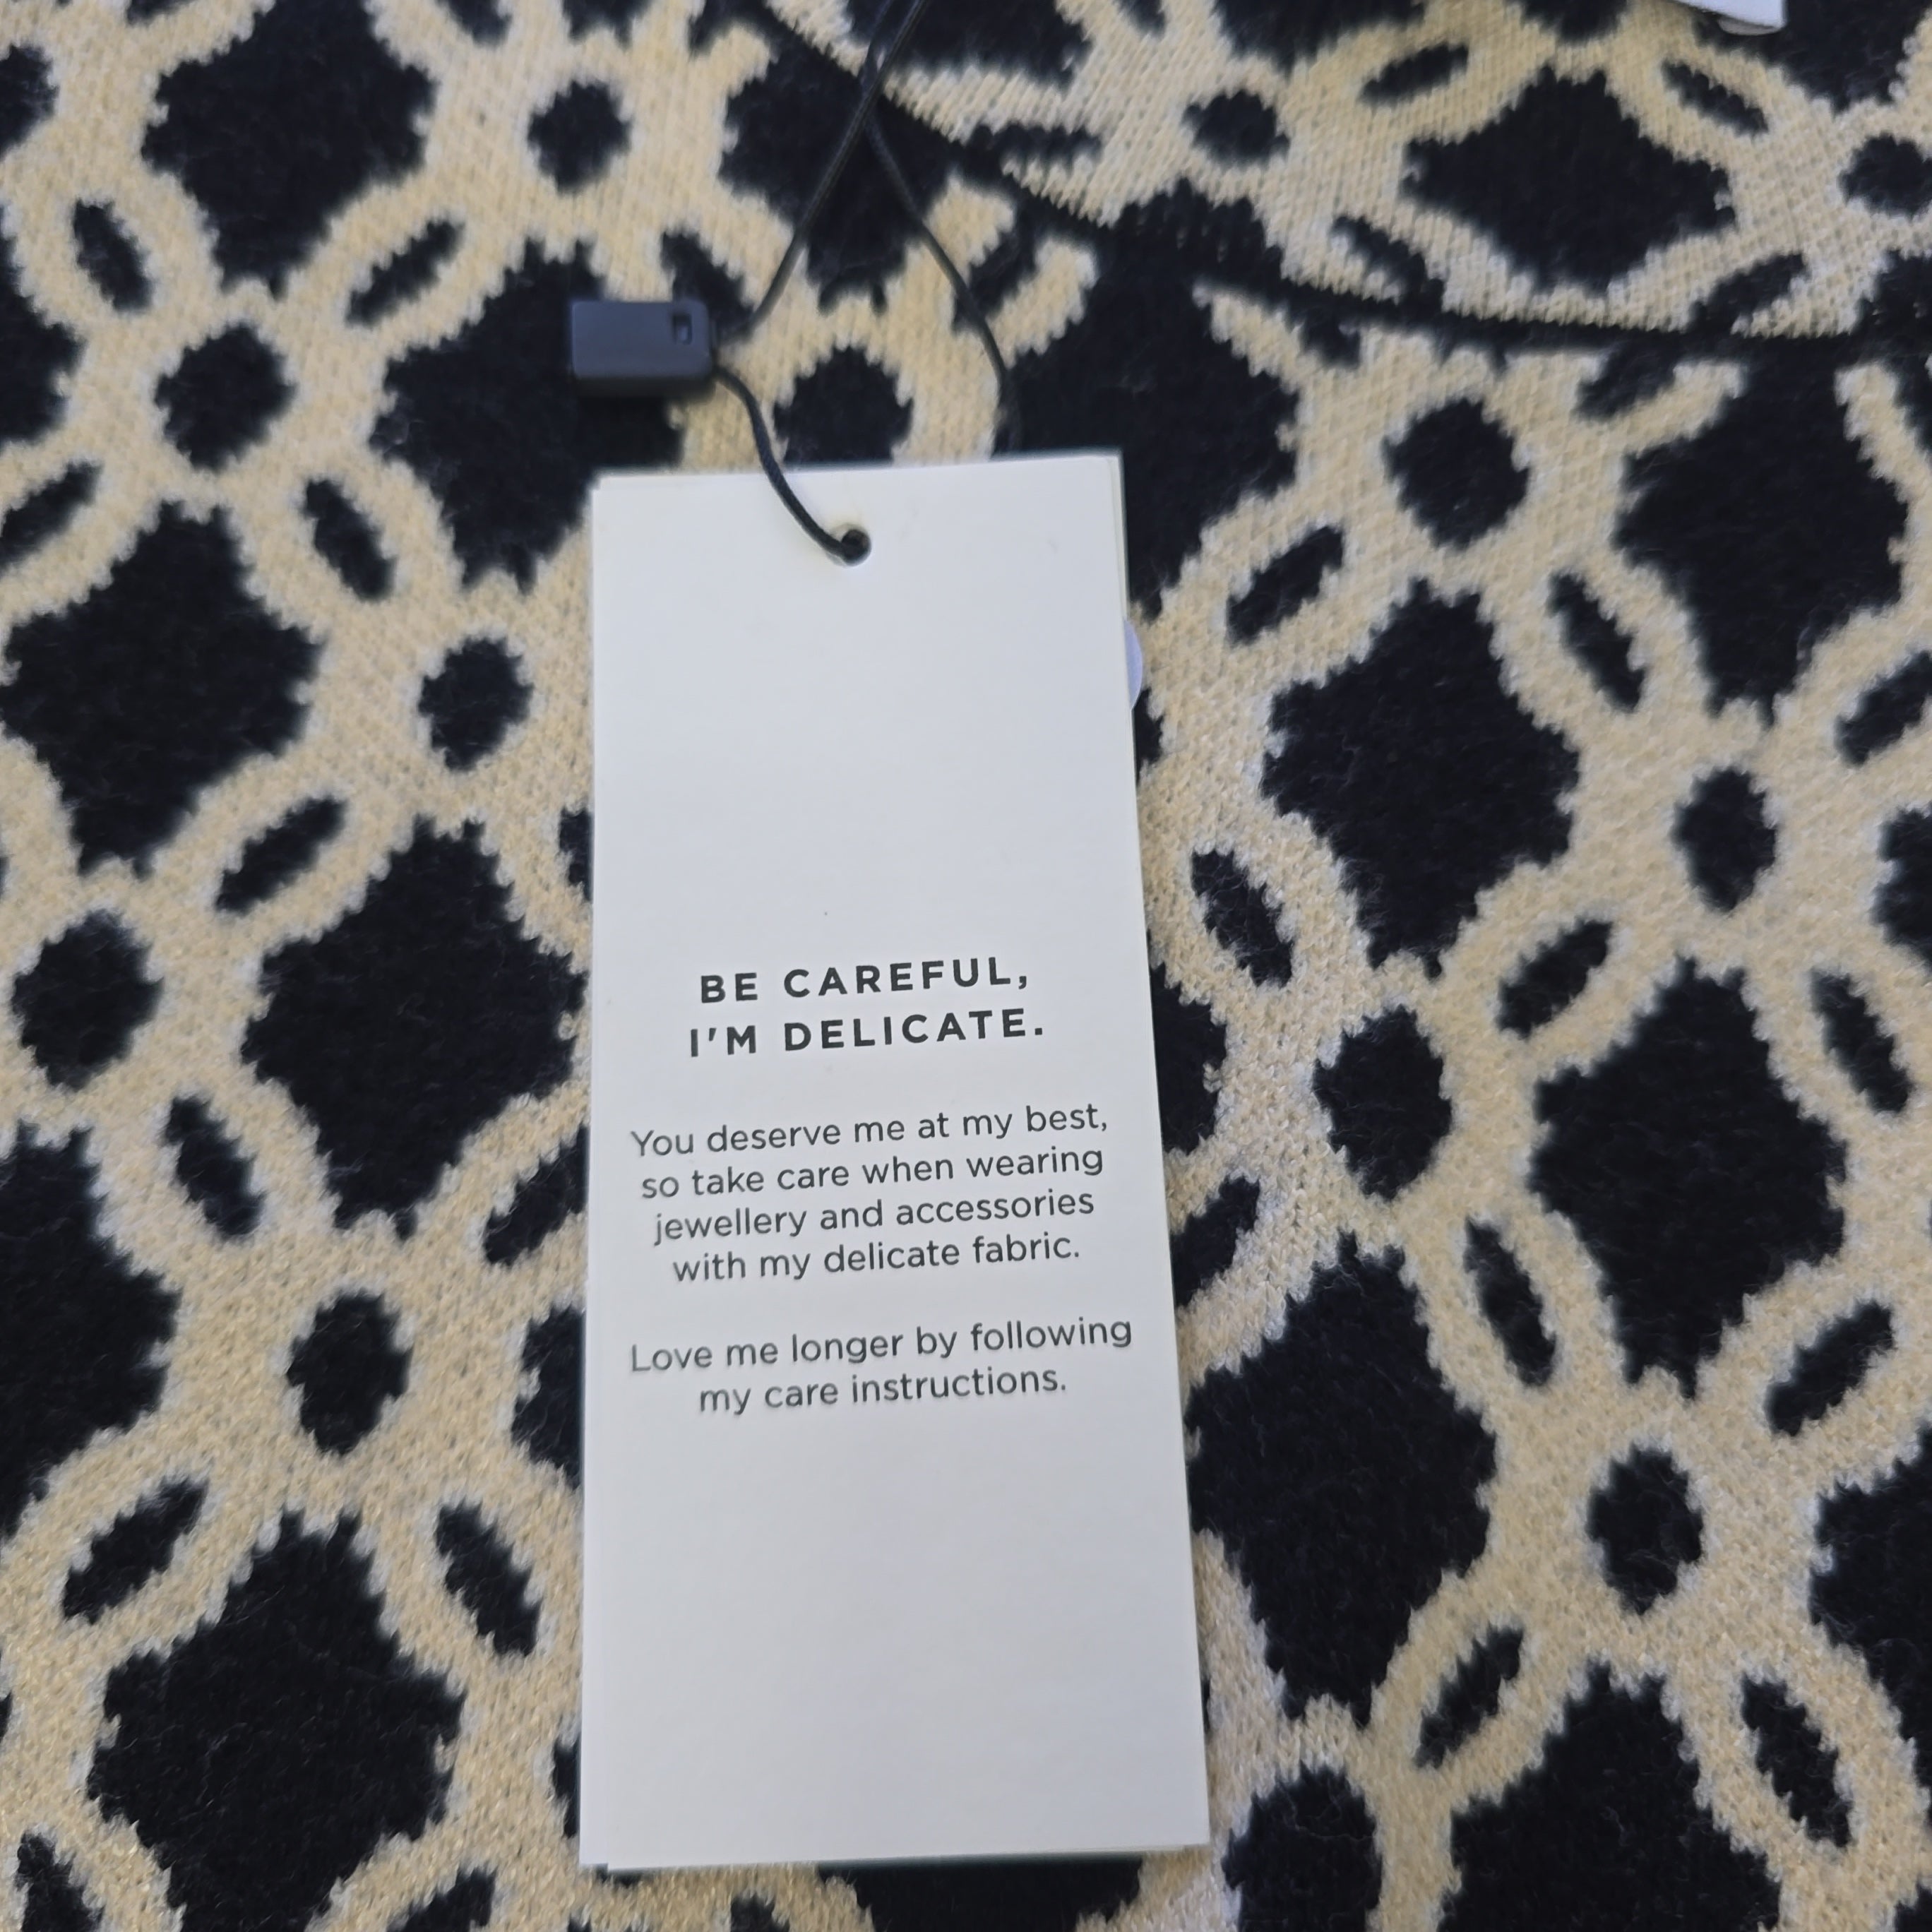 BE CAREFUL,
I'M DELICATE.
You deserve me at my best,
so take care when wearing
jewellery and accessories
with my delicate fabric.
Love me longer by following
my care instructions.